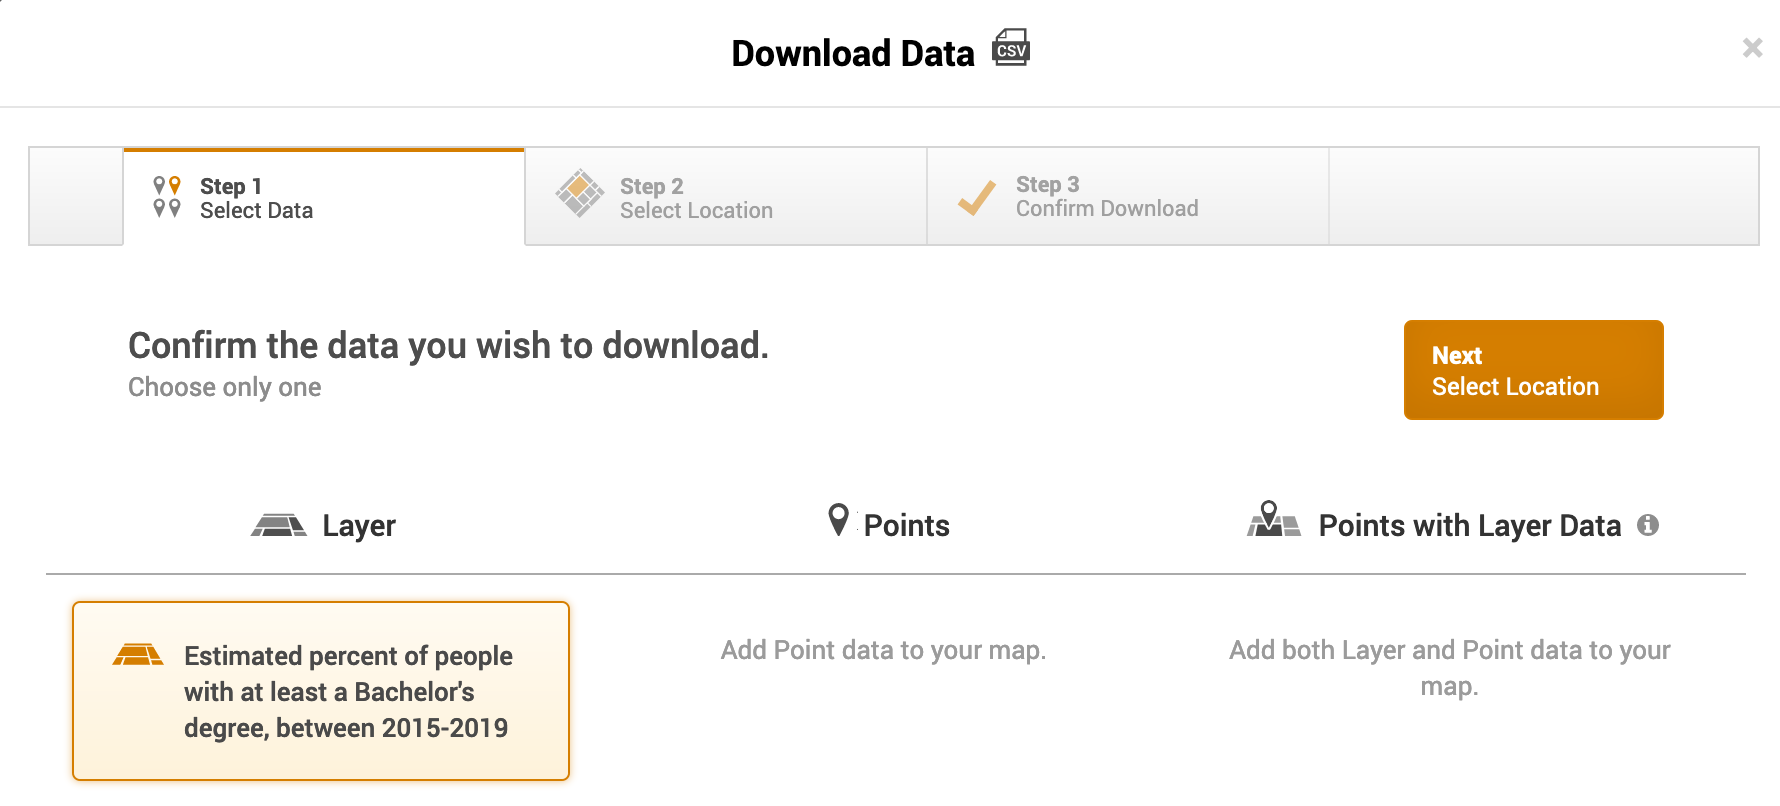 Download Data CSV
Step 1
Select Data
Step 2
Select Location
Step 3
Confirm Download
Confirm the data you wish to download.
Choose only one
Next
Select Location
Layer
Points
Points with Layer Data
Estimated percent of people
with at least a Bachelor's
degree, between 2015-2019
Add Point data to your map.
Add both Layer and Point data to your
map.